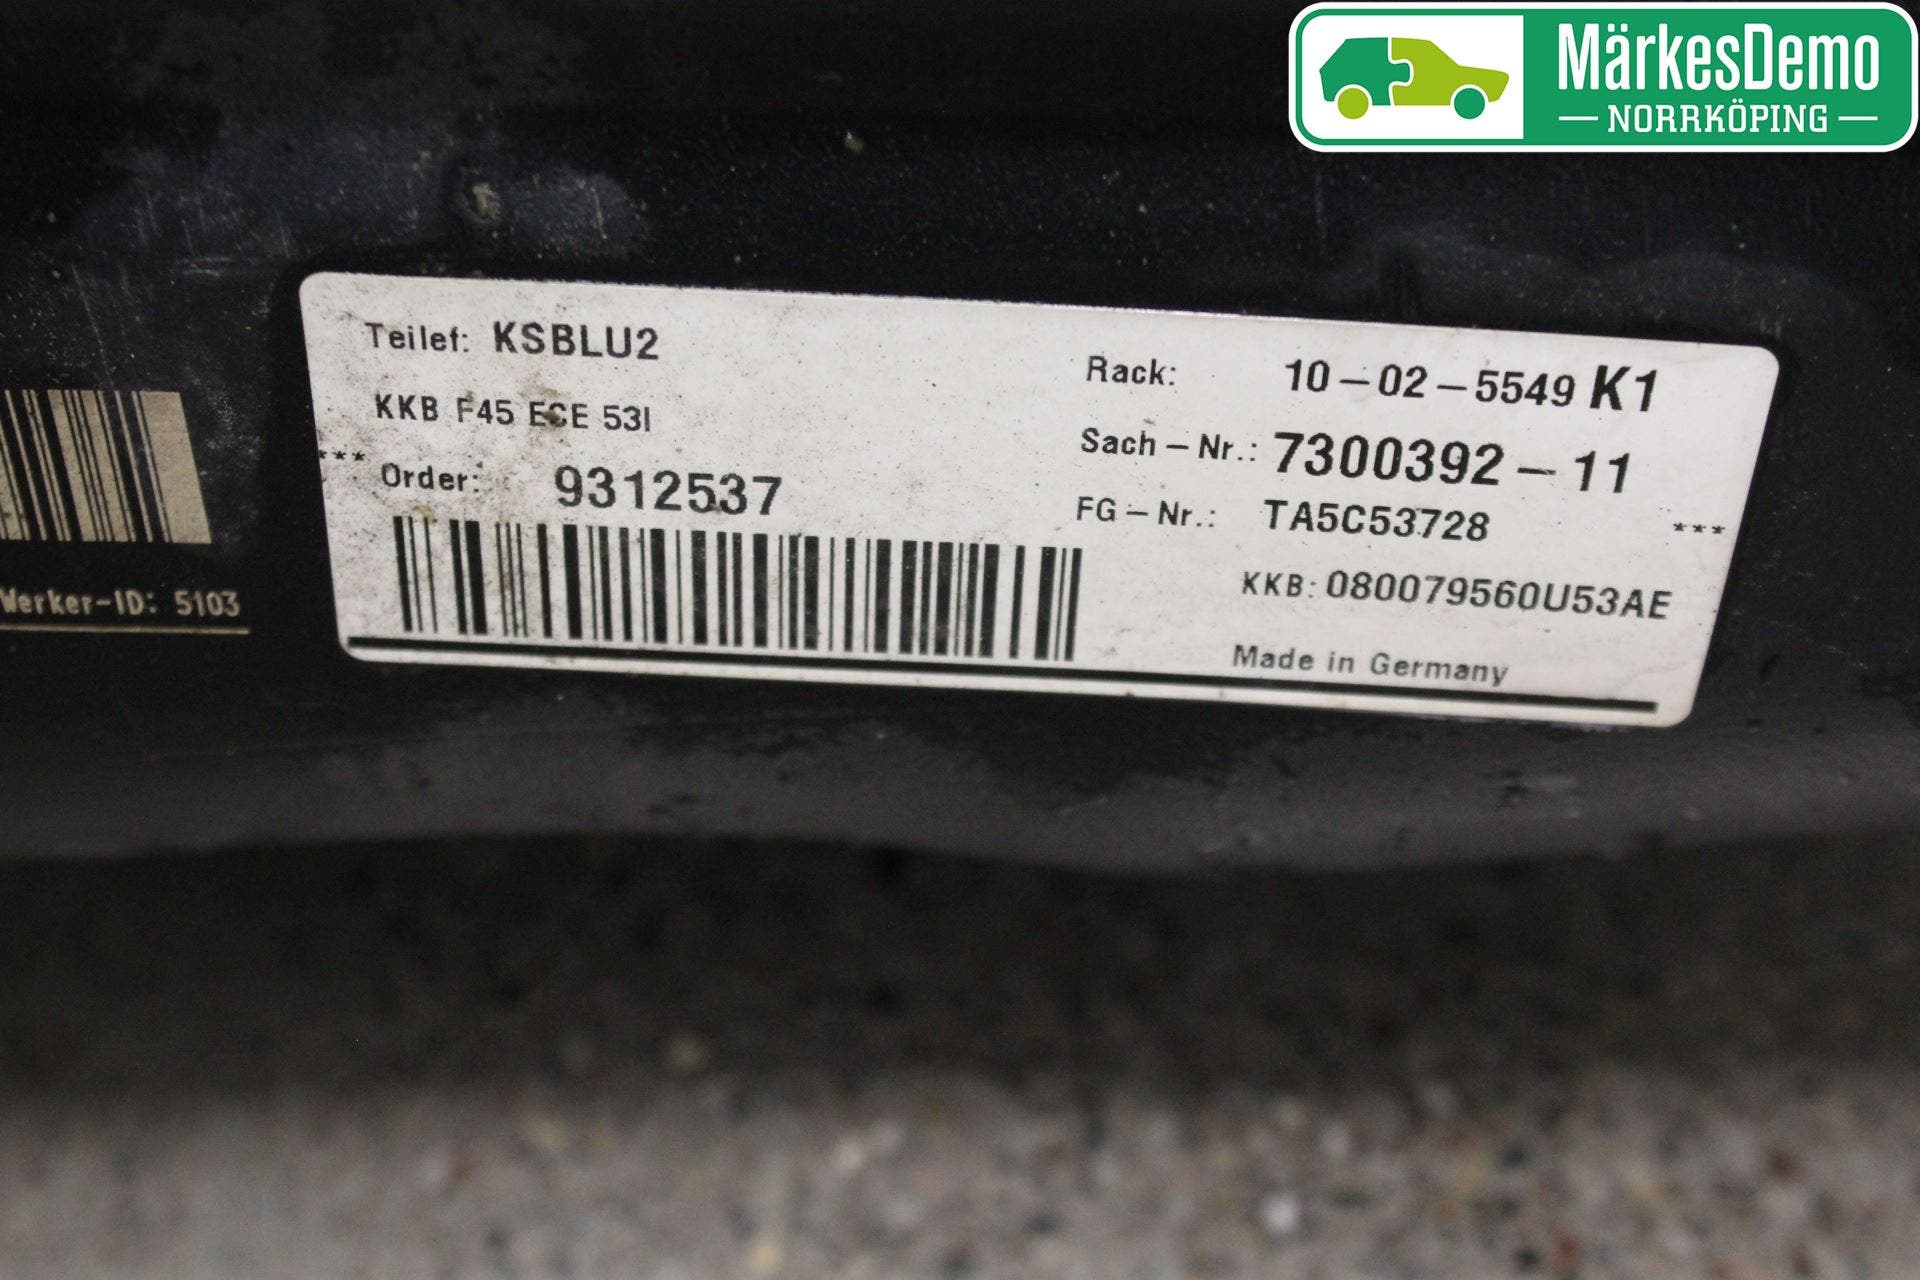 MärkesDemo
NORRKÖPING
Teilef: KSBLU2
KKB F45 ECE 53l
*** Order: 9312537
Rack: 10-02-5549 K1
Sach-Nr.: 7300392-11
FG-Nr.: TA5C53728 ***
KKB: 080079560U53AE
Made in Germany
Werker-ID: 5103